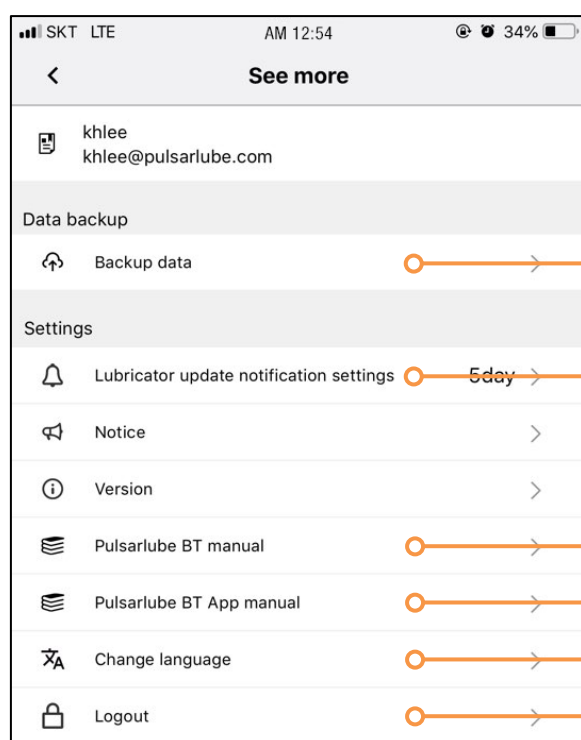 SKT LTE AM 12:54 34%
See more
khlee
khlee@pulsarlube.com
Data backup
Backup data
Settings
Lubricator update notification settings 5day
Notice
Version
Pulsarlube BT manual
Pulsarlube BT App manual
Change language
Logout